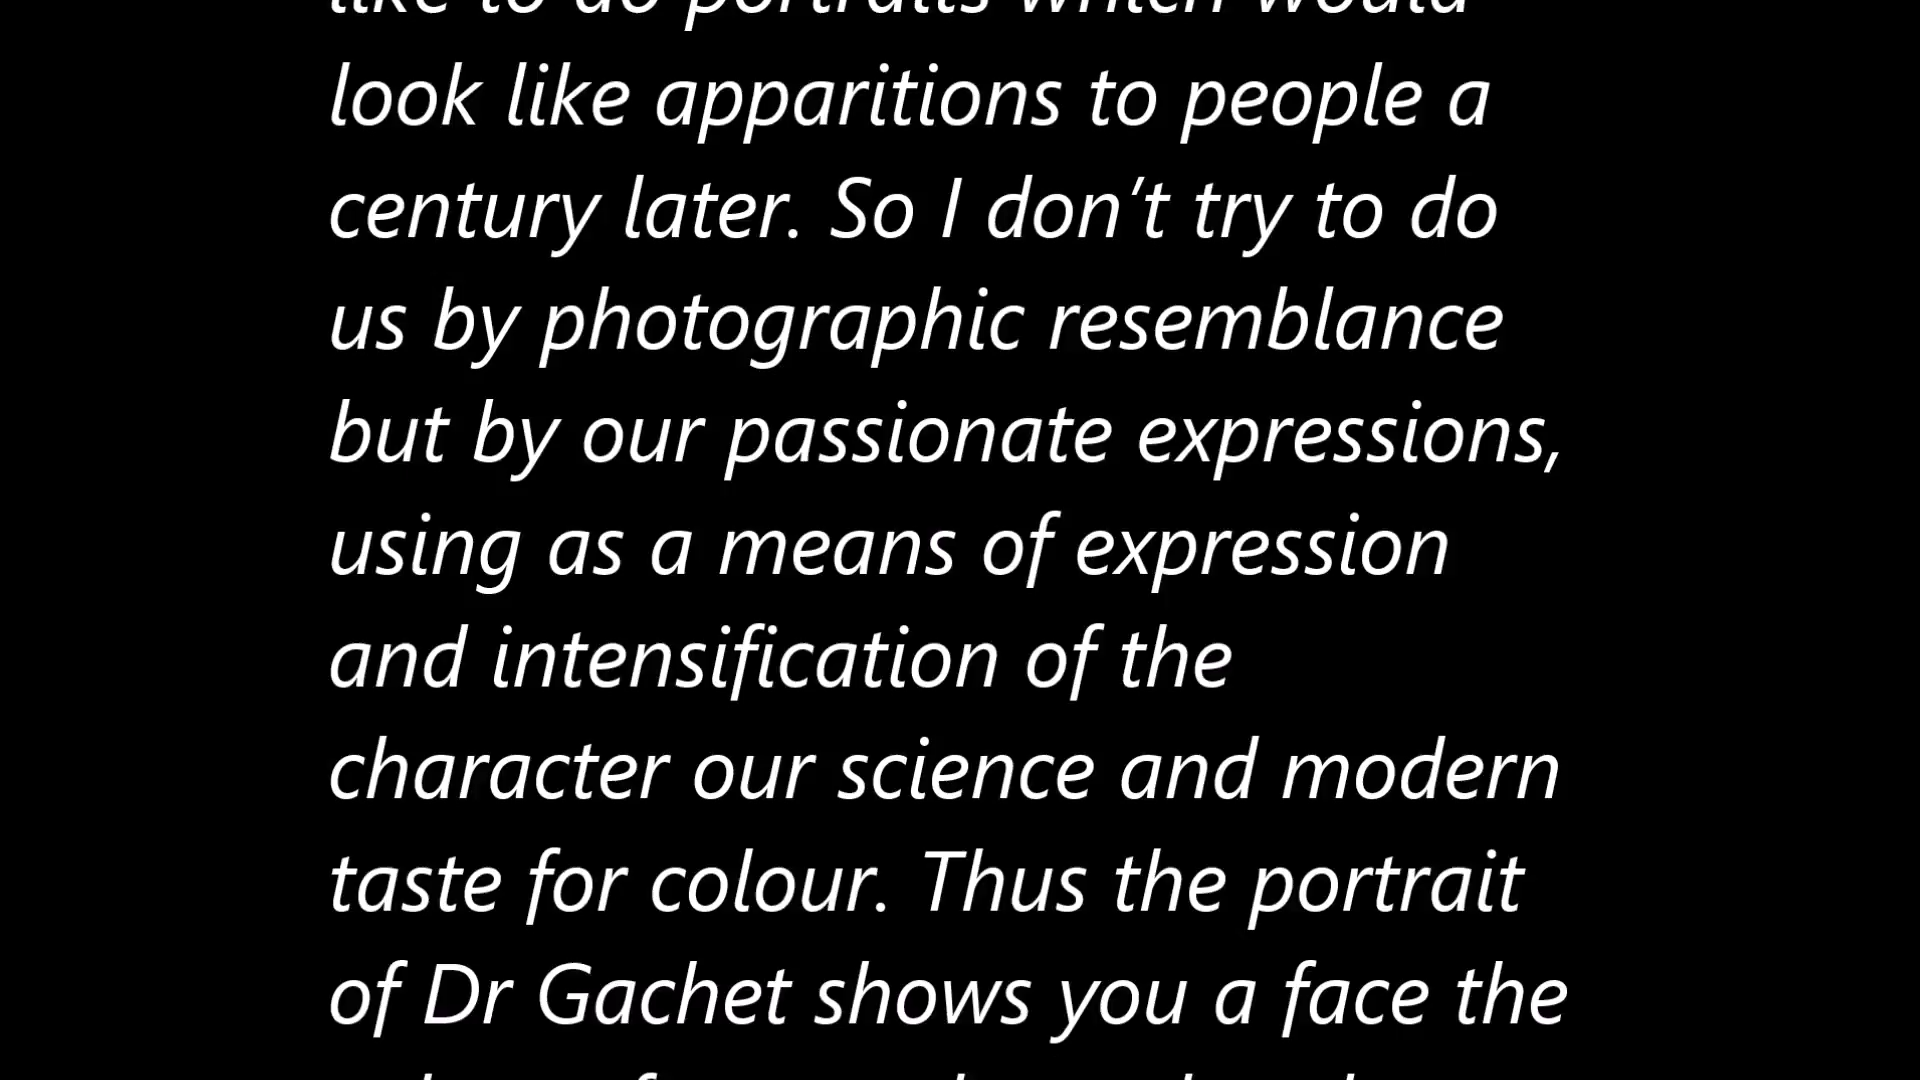 like to do portraits which would
look like apparitions to people a
century later. So I don’t try to do
us by photographic resemblance
but by our passionate expressions,
using as a means of expression
and intensification of the
character our science and modern
taste for colour. Thus the portrait
of Dr Gachet shows you a face the